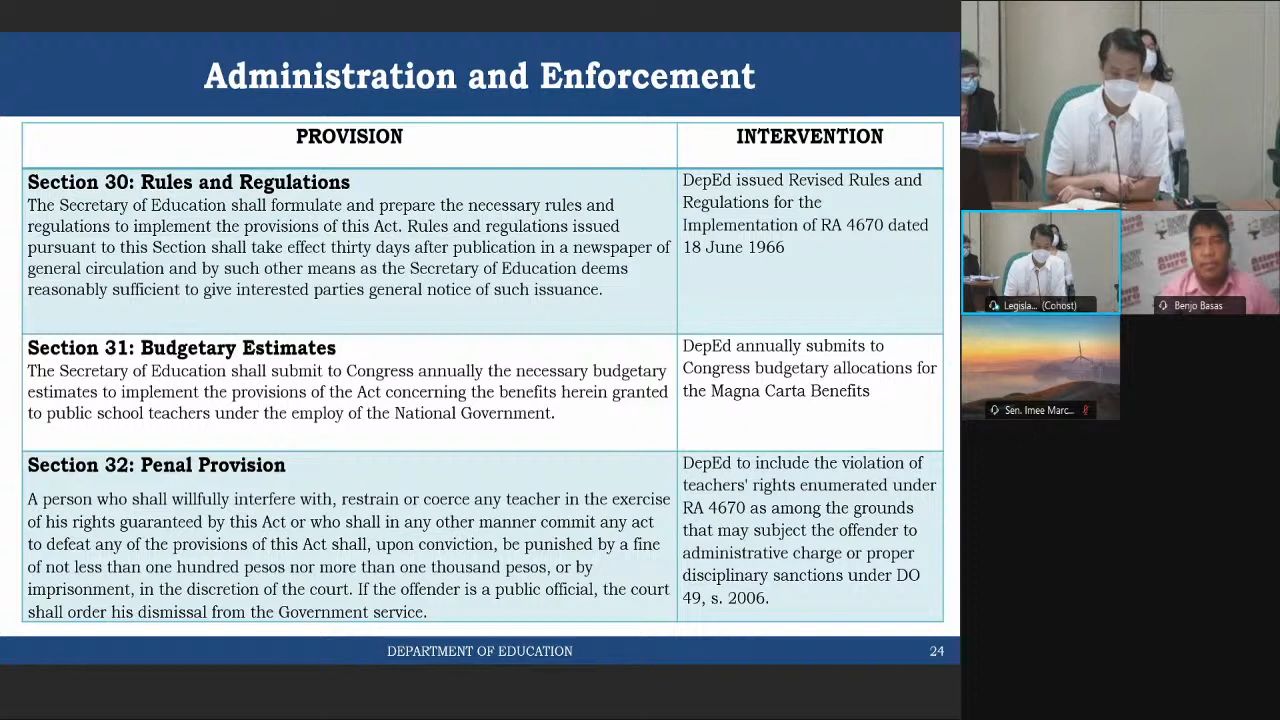 Administration and Enforcement
PROVISION
INTERVENTION
Section 30: Rules and Regulations
The Secretary of Education shall formulate and prepare the necessary rules and
regulations to implement the provisions of this Act. Rules and regulations issued
pursuant to this Section shall take effect thirty days after publication in a newspaper of
general circulation and by such other means as the Secretary of Education deems
reasonably sufficient to give interested parties general notice of such issuance.
DepEd issued Revised Rules and
Regulations for the
Implementation of RA 4670 dated
18 June 1966
Section 31: Budgetary Estimates
The Secretary of Education shall submit to Congress annually the necessary budgetary
estimates to implement the provisions of the Act concerning the benefits herein granted
to public school teachers under the employ of the National Government.
DepEd annually submits to
Congress budgetary allocations for
the Magna Carta Benefits
Section 32: Penal Provision
A person who shall willfully interfere with, restrain or coerce any teacher in the exercise
of his rights guaranteed by this Act or who shall in any other manner commit any act
to defeat any of the provisions of this Act shall, upon conviction, be punished by a fine
of not less than one hundred pesos nor more than one thousand pesos, or by
imprisonment, in the discretion of the court. If the offender is a public official, the court
shall order his dismissal from the Government service.
DepEd to include the violation of
teachers' rights enumerated under
RA 4670 as among the grounds
that may subject the offender to
administrative charge or proper
disciplinary sanctions under DO
49, s. 2006.
DEPARTMENT OF EDUCATION
24
Legisla... (Cohost)
Benjo Basas
Sen. Imee Marc...